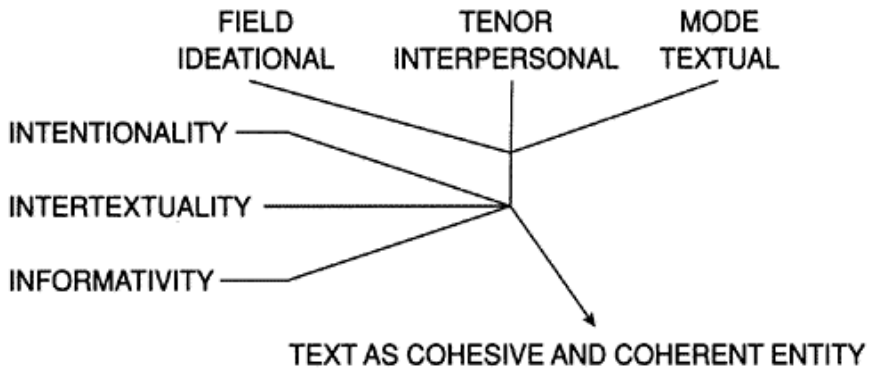 FIELD TENOR MODE
IDEATIONAL INTERPERSONAL TEXTUAL
INTENTIONALITY
INTERTEXTUALITY
INFORMATIVITY
TEXT AS COHESIVE AND COHERENT ENTITY